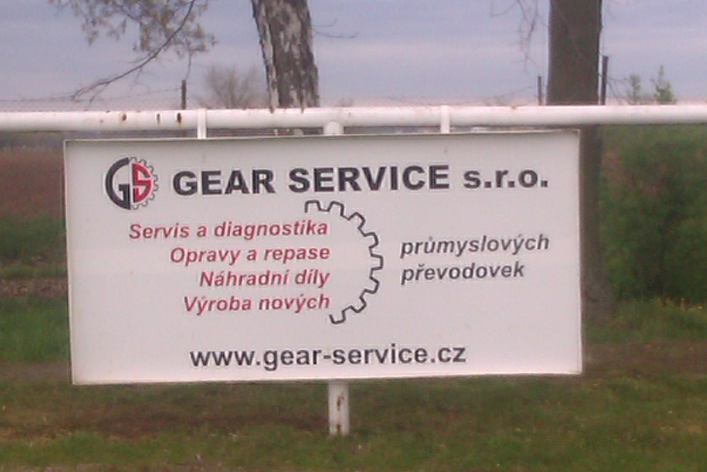 GS GEAR SERVICE s.r.o.
Servis a diagnostika
Opravy a repase
Náhradní díly
Výroba nových
průmyslových
převodovek
www.gear-service.cz